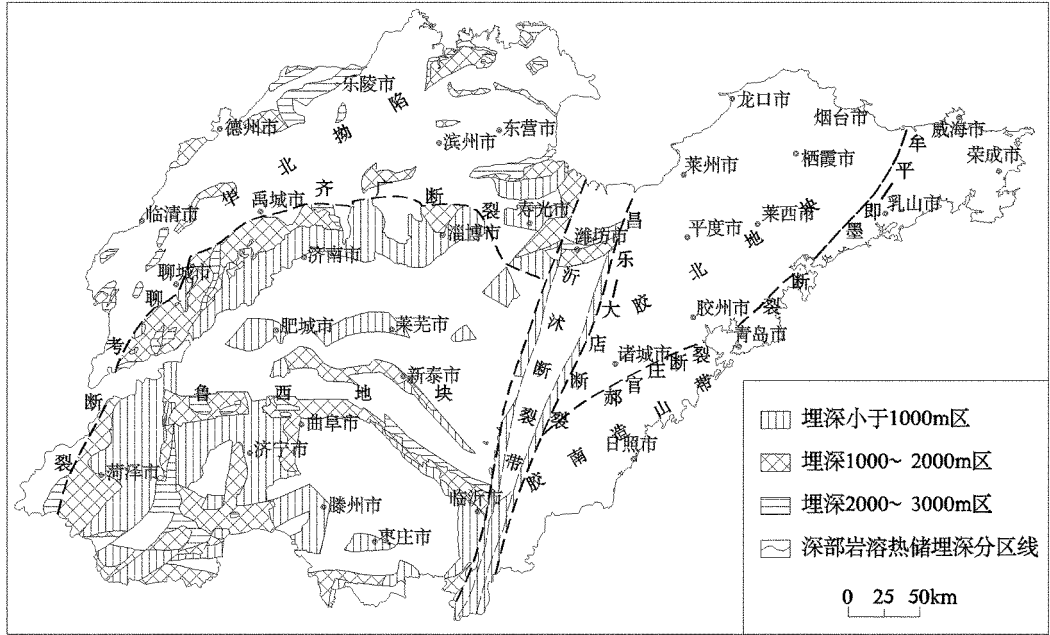 乐陵市
德州市
滨州市
东营市
华北拗陷
临清市
禹城市
齐广断裂
寿光市
淄博市
潍坊市
济南市
聊城市
聊考断裂
肥城市
莱芜市
新泰市
鲁西地块
曲阜市
菏泽市
济宁市
滕州市
枣庄市
临沂市
沂沭断裂带
昌乐大店断裂
龙口市
烟台市
威海市
荣成市
莱州市
栖霞市
牟平即墨断裂
乳山市
平度市
莱西市
胶北地块
胶州市
青岛市
诸城市
郝官庄断裂
胶南造山带
日照市
埋深小于1000m区
埋深1000~ 2000m区
埋深2000~ 3000m区
深部岩溶热储埋深分区线
0 25 50km